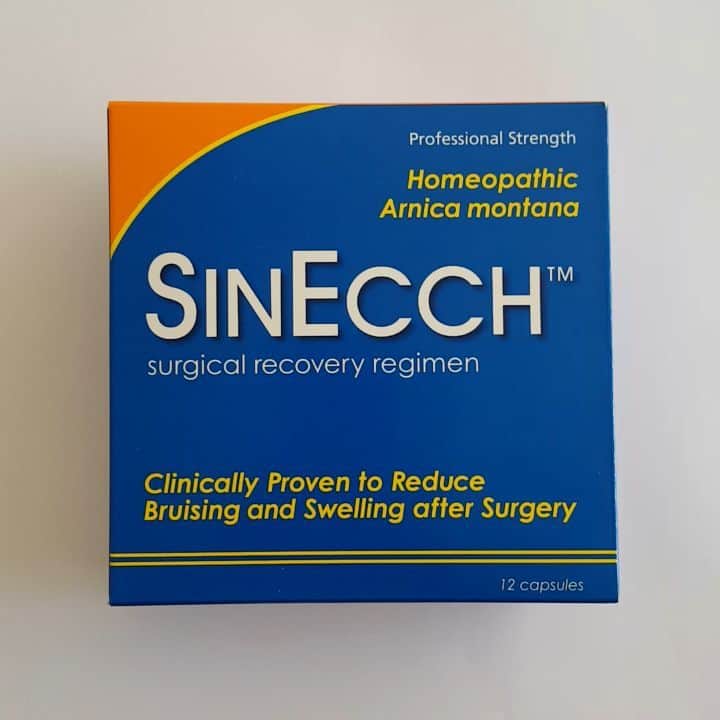 Professional Strength
Homeopathic
Arnica montana
SINECCH™
surgical recovery regimen
Clinically Proven to Reduce
Bruising and Swelling after Surgery
12 capsules